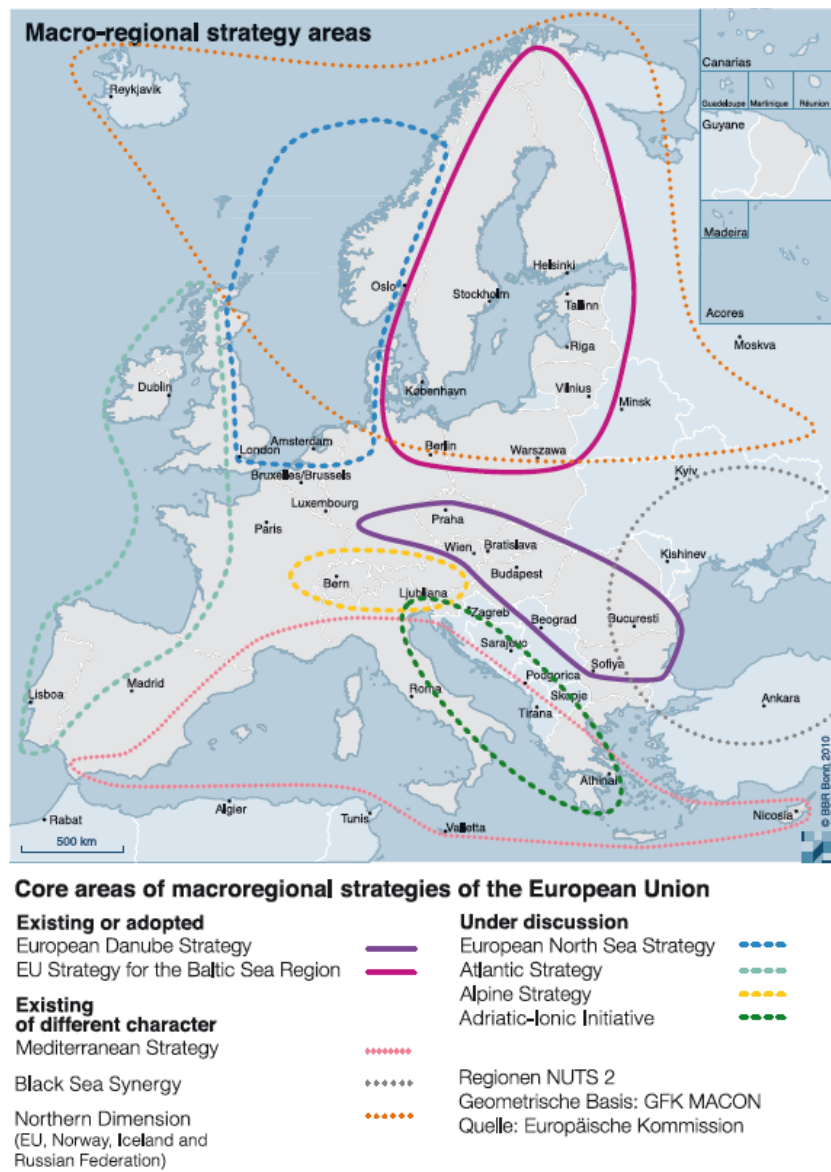 Macro-regional strategy areas
Reykjavik
Canarias
Guadeloupe
Martinique
Réunion
Guyane
Madeira
Acores
Helsinki
Oslo
Stockholm
Talinn
Riga
Moskva
Dublin
København
Vilnius
Minsk
Amsterdam
London
Berlin
Warszawa
Bruxelles/Brussels
Kyiv
Luxembourg
Praha
Paris
Wien
Bratislava
Kishinev
Budapest
Bern
Ljubljana
Zagreb
Beograd
Bucuresti
Sarajevo
Sofiya
Madrid
Lisboa
Roma
Podgorica
Skopje
Tirana
Ankara
Athinai
Algier
Rabat
Tunis
Valletta
Nicosia
500 km
© BBR Bonn 2010
Core areas of macroregional strategies of the European Union
Existing or adopted
European Danube Strategy
EU Strategy for the Baltic Sea Region
Existing
of different character
Mediterranean Strategy
Black Sea Synergy
Northern Dimension
(EU, Norway, Iceland and
Russian Federation)
Under discussion
European North Sea Strategy
Atlantic Strategy
Alpine Strategy
Adriatic-Ionic Initiative
Regionen NUTS 2
Geometrische Basis: GFK MACON
Quelle: Europäische Kommission